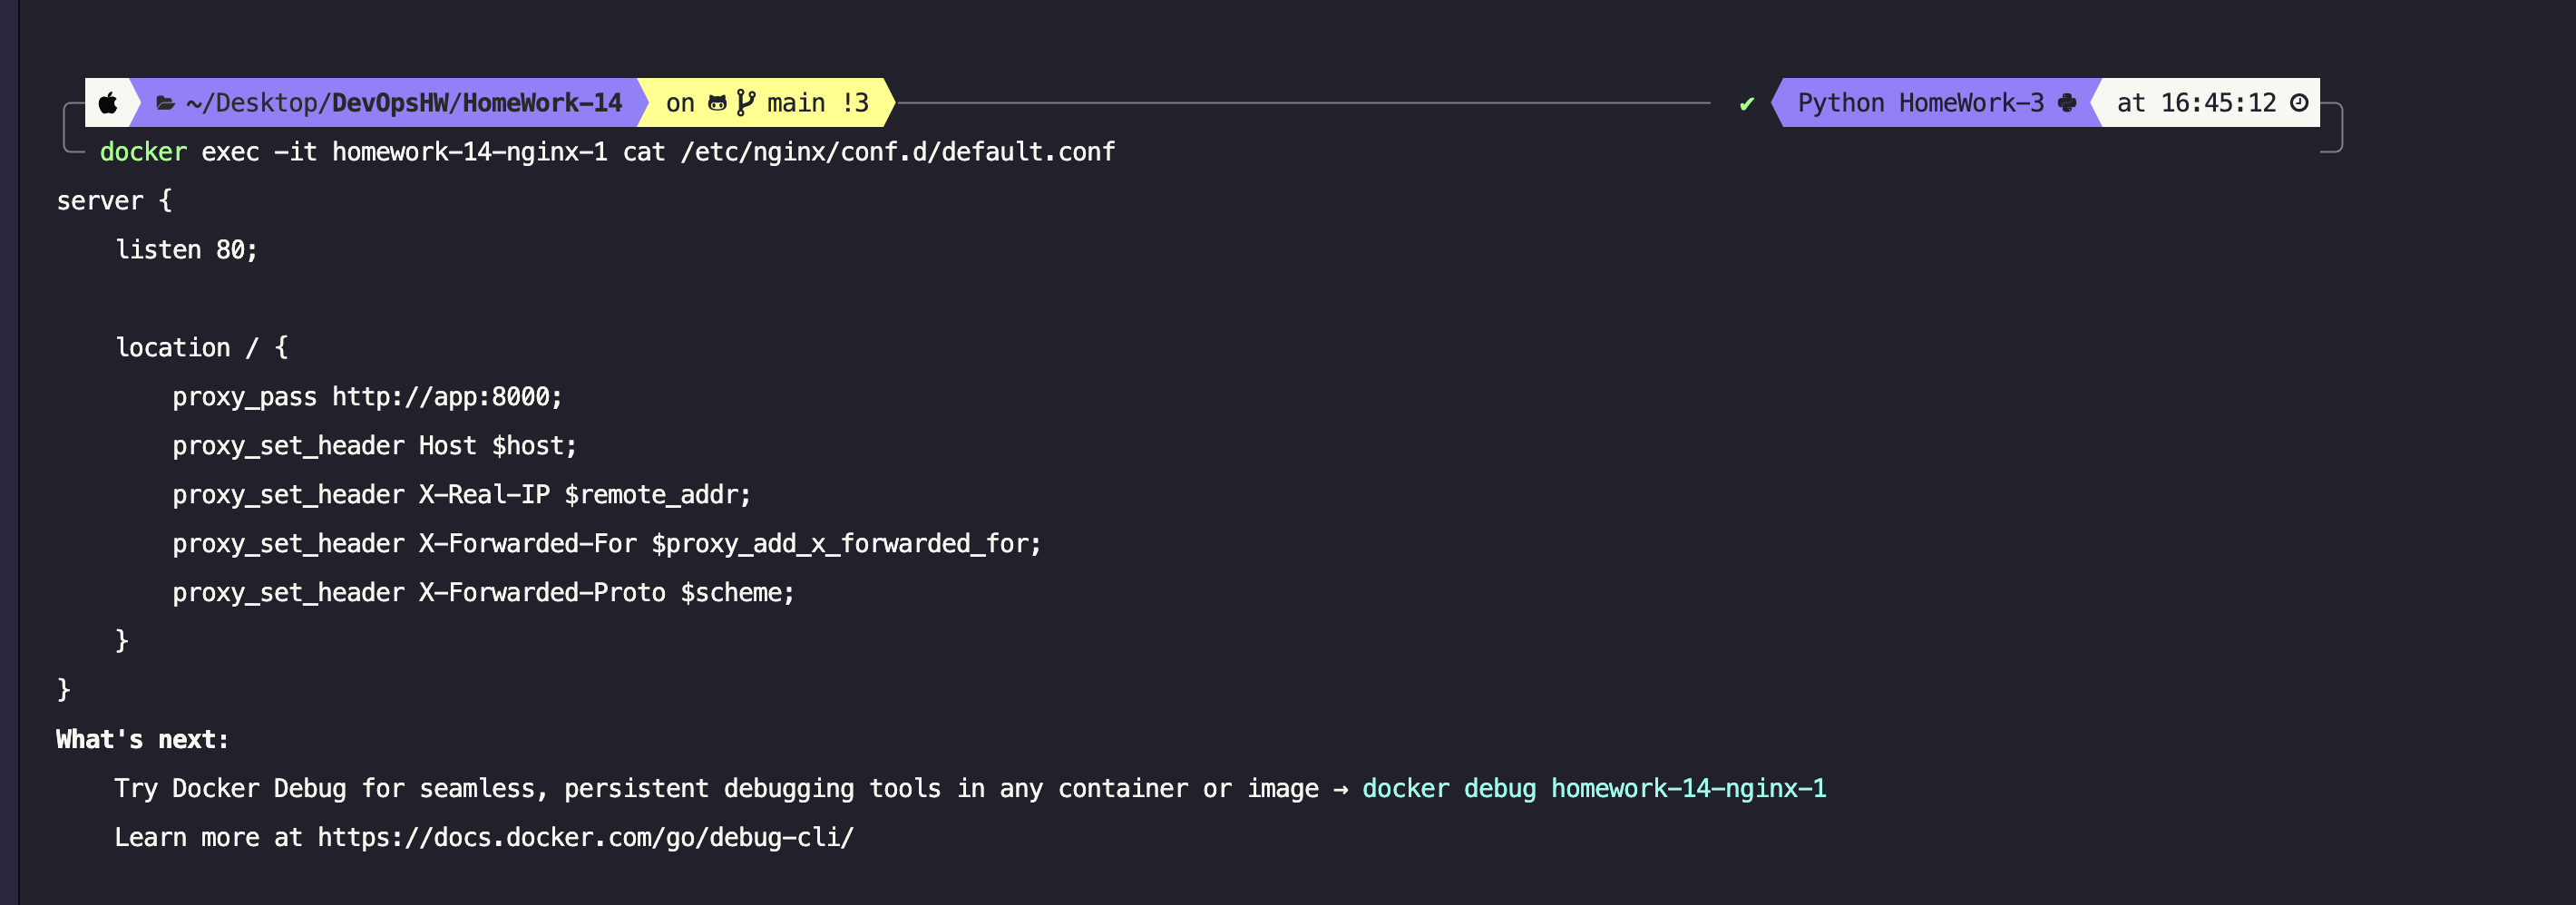 ~/Desktop/DevOpsHW/HomeWork-14 on main !3 ✔ Python HomeWork-3 at 16:45:12
docker exec -it homework-14-nginx-1 cat /etc/nginx/conf.d/default.conf
server {
    listen 80;
    location / {
        proxy_pass http://app:8000;
        proxy_set_header Host $host;
        proxy_set_header X-Real-IP $remote_addr;
        proxy_set_header X-Forwarded-For $proxy_add_x_forwarded_for;
        proxy_set_header X-Forwarded-Proto $scheme;
    }
}
What's next:
    Try Docker Debug for seamless, persistent debugging tools in any container or image → docker debug homework-14-nginx-1
    Learn more at https://docs.docker.com/go/debug-cli/